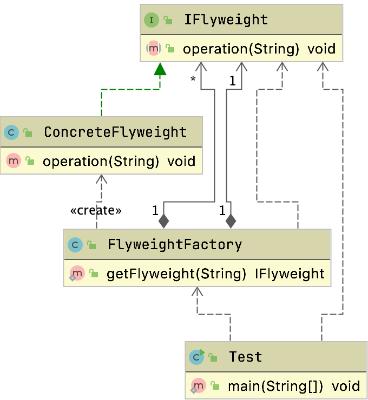 IFlyweight
operation(String) void
* 1
ConcreteFlyweight
operation(String) void
«create»
1 1
FlyweightFactory
getFlyweight(String) IFlyweight
Test
main(String[]) void